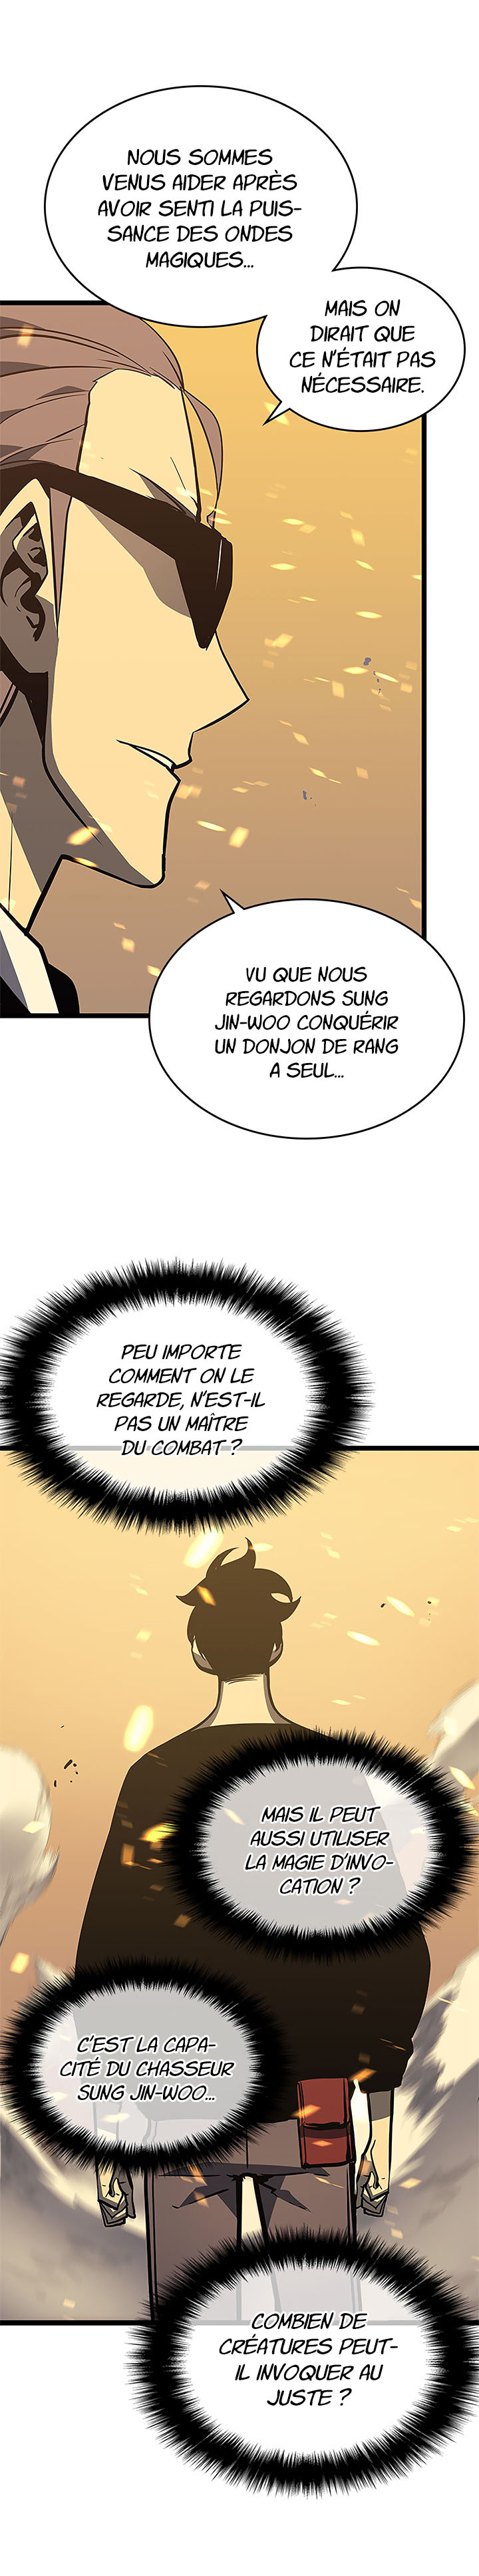 NOUS SOMMES
VENUS AIDER APRÈS
AVOIR SENTI LA PUIS-
SANCE DES ONDES
MAGIQUES...
MAIS ON
DIRAIT QUE
CE N'ÉTAIT PAS
NÉCESSAIRE.
VU QUE NOUS
REGARDONS SUNG
JIN-WOO CONQUÉRIR
UN DONJON DE RANG
A SEUL...
PEU IMPORTE
COMMENT ON LE
REGARDE, N'EST-IL
PAS UN MAÎTRE
DU COMBAT ?
MAIS IL PEUT
AUSSI UTILISER
LA MAGIE D'INVO-
CATION ?
C'EST LA CAPA-
CITÉ DU CHASSEUR
SUNG JIN-WOO...
COMBIEN DE
CRÉATURES PEUT-
IL INVOQUER AU
JUSTE ?